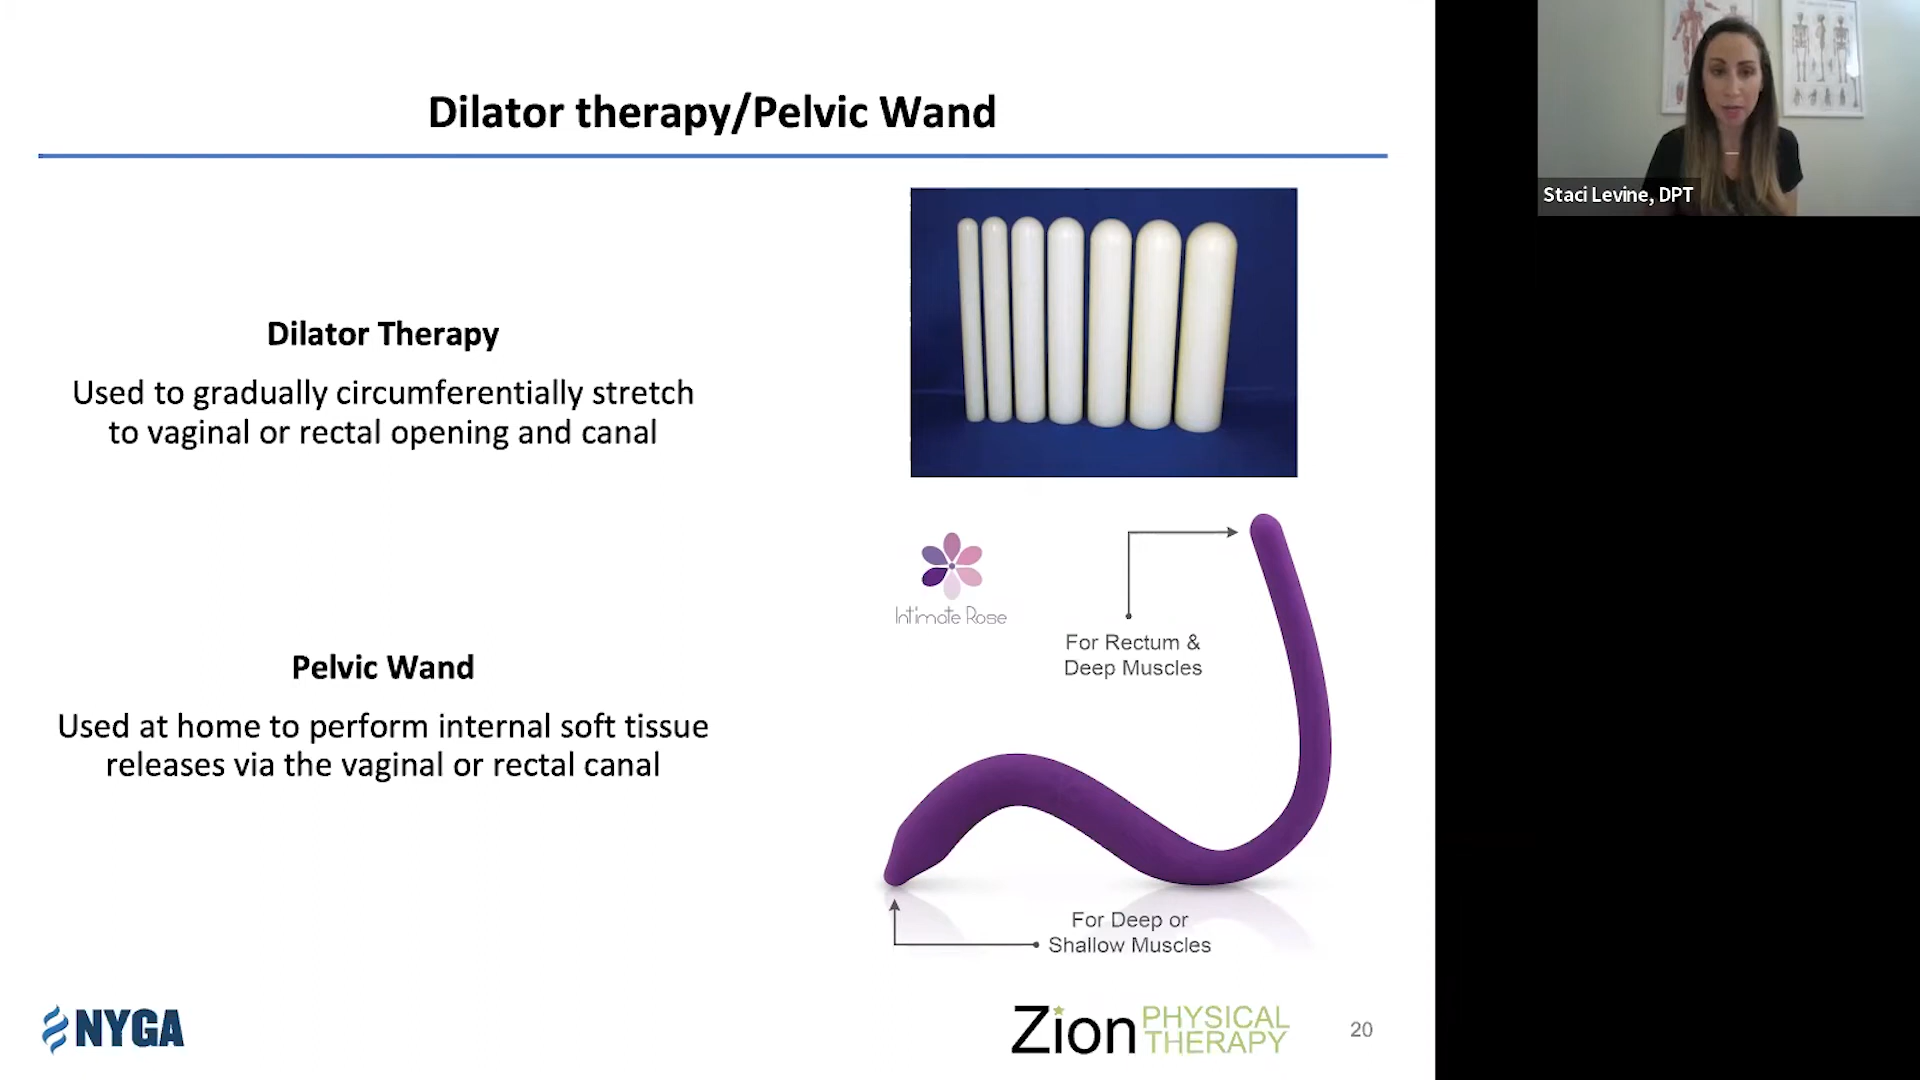 Dilator therapy/Pelvic Wand
Staci Levine, DPT
Dilator Therapy
Used to gradually circumferentially stretch
to vaginal or rectal opening and canal
Intimate Rose
For Rectum &
Deep Muscles
Pelvic Wand
Used at home to perform internal soft tissue
releases via the vaginal or rectal canal
For Deep or
Shallow Muscles
NYGA
Zion PHYSICAL
THERAPY
20